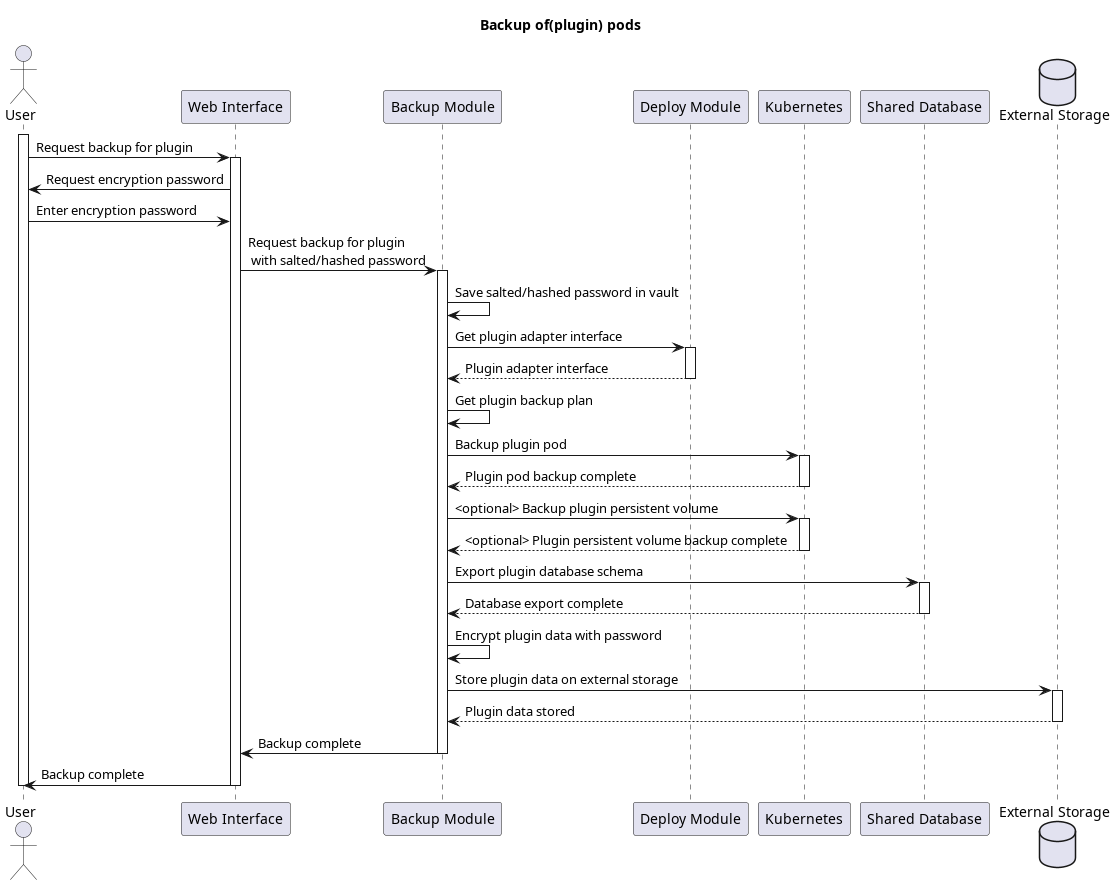 Backup of(plugin) pods
User
Web Interface
Backup Module
Deploy Module
Kubernetes
Shared Database
External Storage
Request backup for plugin
Request encryption password
Enter encryption password
Request backup for plugin
with salted/hashed password
Save salted/hashed password in vault
Get plugin adapter interface
Plugin adapter interface
Get plugin backup plan
Backup plugin pod
Plugin pod backup complete
<optional> Backup plugin persistent volume
<optional> Plugin persistent volume backup complete
Export plugin database schema
Database export complete
Encrypt plugin data with password
Store plugin data on external storage
Plugin data stored
Backup complete
Backup complete
User
Web Interface
Backup Module
Deploy Module
Kubernetes
Shared Database
External Storage